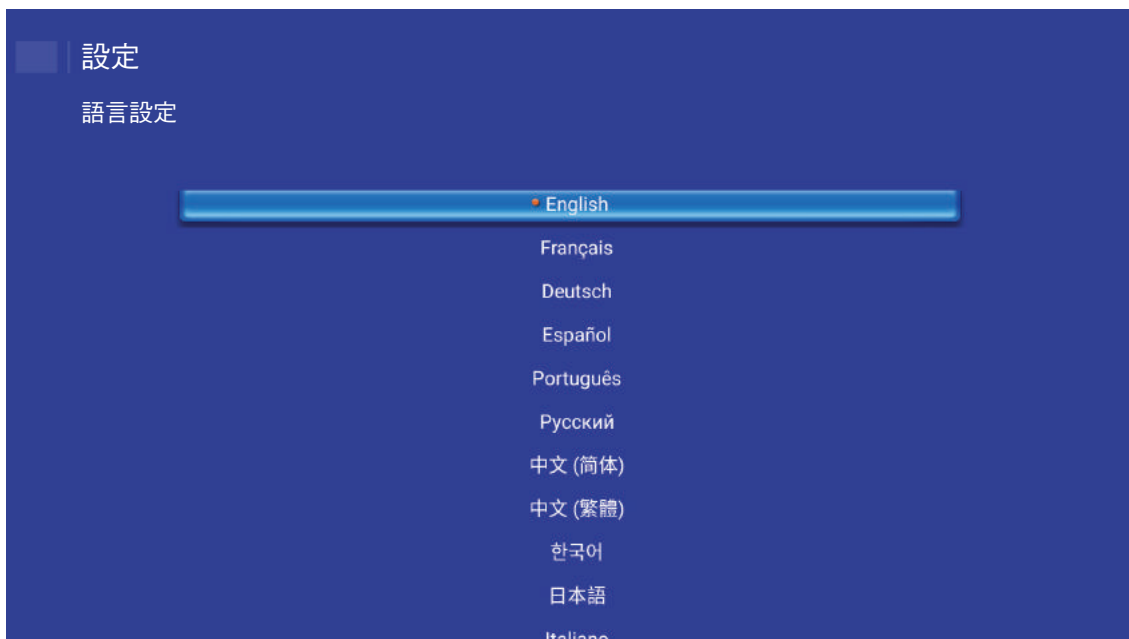 設定
語言設定
English
Français
Deutsch
Español
Português
Русский
中文 (简体)
中文 (繁體)
한국어
日本語
Italiano